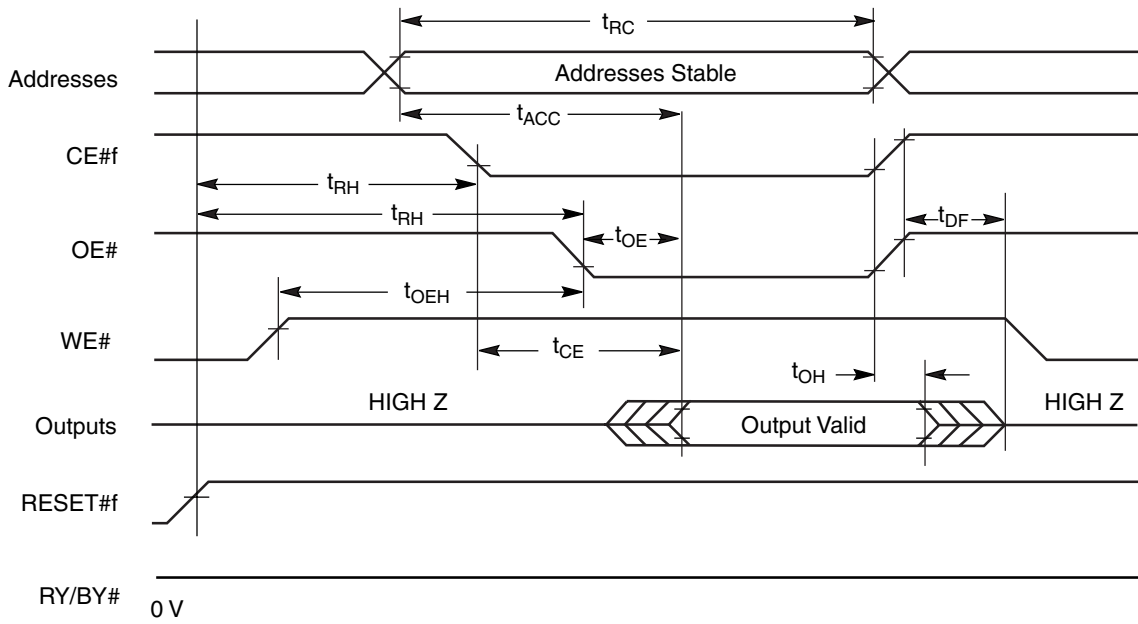 tRC
Addresses
Addresses Stable
tACC
CE#f
tRH
tRH
tDF
OE#
tOE
tOEH
WE#
tCE
tOH
HIGH Z
HIGH Z
Outputs
Output Valid
RESET#f
RY/BY#
0 V